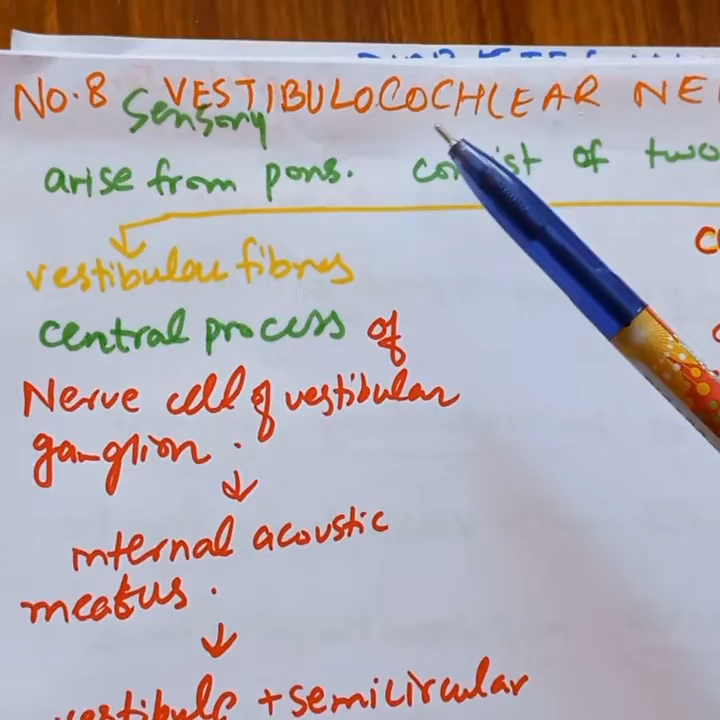 No.8 VESTIBULOCOCHLEAR NE
Sensory
arise from pons. consist of two
vestibular fibres
central process of
Nerve cell of vestibular
ganglion.
↓
internal acoustic
meatus.
↓
vestibule + semicircular